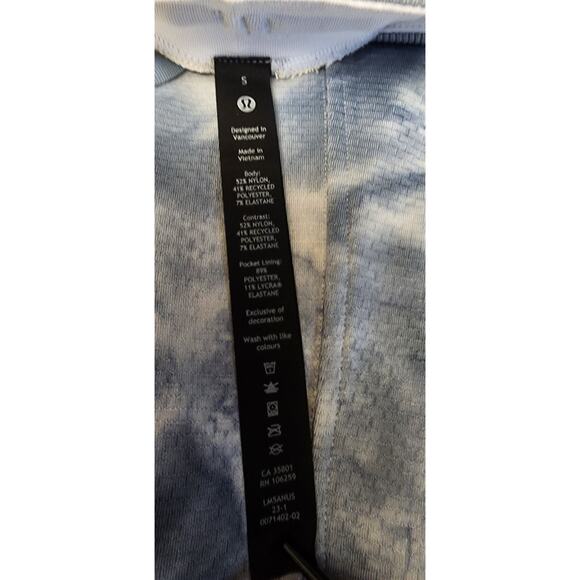 S
Designed in
Vancouver
Made in
Vietnam
Body:
52% NYLON,
41% RECYCLED
POLYESTER,
7% ELASTANE
Contrast:
52% NYLON,
41% RECYCLED
POLYESTER,
7% ELASTANE
Pocket Lining:
89%
POLYESTER,
11% LYCRA®
ELASTANE
Exclusive of
decoration
Wash with like
colours
CA 35801
RN 106259
LM5ANUS
23-1
0071402-02